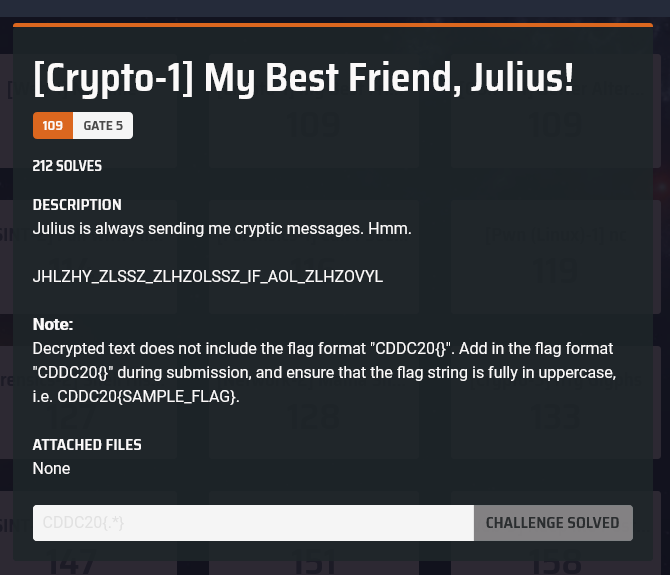 [Crypto-1] My Best Friend, Julius!
109 GATE 5
212 SOLVES
DESCRIPTION
Julius is always sending me cryptic messages. Hmm.
JHLZHY_ZLSSZ_ZLHZOLSSZ_IF_AOL_ZLHZOVYL
Note:
Decrypted text does not include the flag format "CDDC20{}". Add in the flag format
"CDDC20{}" during submission, and ensure that the flag string is fully in uppercase,
i.e. CDDC20{SAMPLE_FLAG}.
ATTACHED FILES
None
CDDC20{.*} CHALLENGE SOLVED
147 151 158